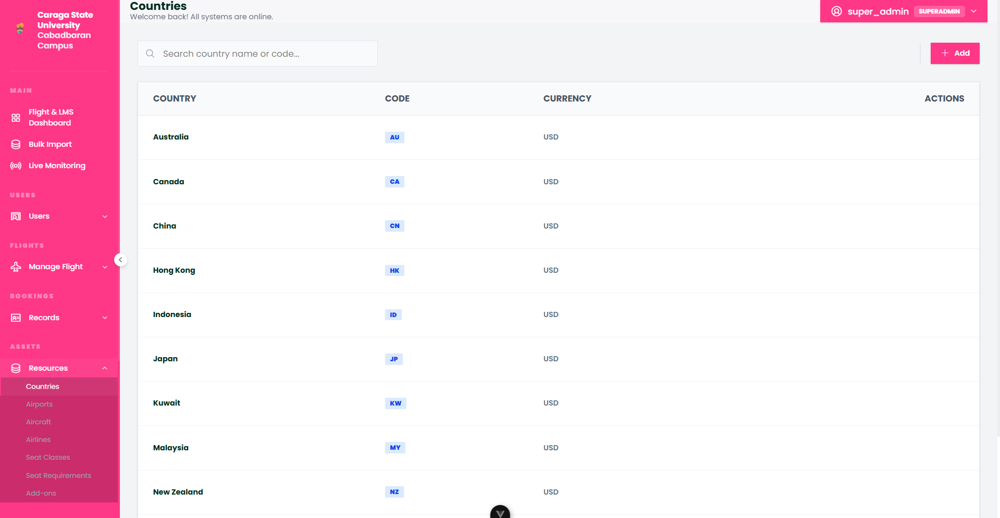 Caraga State
University
Cabadbaran
Campus
MAIN
Flight & LMS
Dashboard
Bulk Import
Live Monitoring
USERS
Users
FLIGHTS
Manage Flight
BOOKINGS
Records
ASSETS
Resources
Countries
Airports
Aircraft
Airlines
Seat Classes
Seat Requirements
Add-ons
Countries
Welcome back! All systems are online.
super_admin SUPERADMIN
Search country name or code...
Add
COUNTRY CODE CURRENCY ACTIONS
Australia AU USD
Canada CA USD
China CN USD
Hong Kong HK USD
Indonesia ID USD
Japan JP USD
Kuwait KW USD
Malaysia MY USD
New Zealand NZ USD